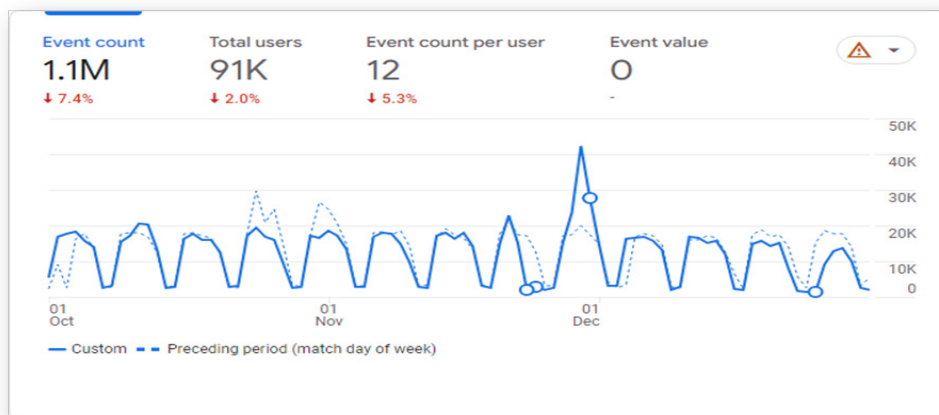 Event count Total users Event count per user Event value
1.1M 91K 12 0
↓ 7.4% ↓ 2.0% ↓ 5.3% -
50K
40K
30K
20K
10K
0
01 01 01
Oct Nov Dec
Custom Preceding period (match day of week)